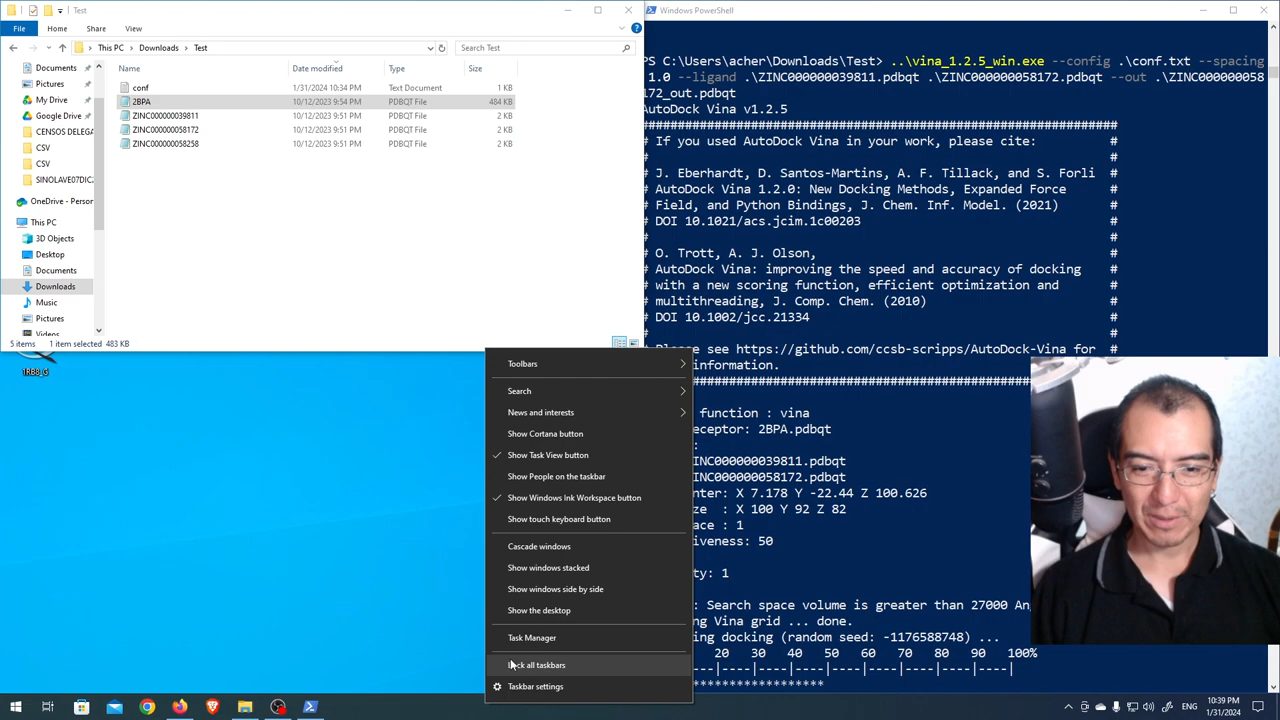 Test
File
Home
Share
View
This PC
Downloads
Test
Search Test
Documents
Pictures
My Drive
Google Drive
CENSOS DELEGA
CSV
CSV
SINOLAVE07DIC2
OneDrive - Person
This PC
3D Objects
Desktop
Documents
Downloads
Music
Pictures
Videos
Name
Date modified
Type
Size
conf
1/31/2024 10:34 PM
Text Document
1 KB
2BPA
10/12/2023 9:54 PM
PDBQT File
484 KB
ZINC000000039811
10/12/2023 9:51 PM
PDBQT File
2 KB
ZINC000000058172
10/12/2023 9:51 PM
PDBQT File
2 KB
ZINC000000058258
10/12/2023 9:51 PM
PDBQT File
2 KB
5 items
1 item selected 483 KB
1RB8_G
Toolbars
Search
News and interests
Show Cortana button
Show Task View button
Show People on the taskbar
Show Windows Ink Workspace button
Show touch keyboard button
Cascade windows
Show windows stacked
Show windows side by side
Show the desktop
Task Manager
Lock all taskbars
Taskbar settings
Windows PowerShell
PS C:\Users\acher\Downloads\Test> ..\vina_1.2.5_win.exe --config .\conf.txt --spacing
1.0 --ligand .\ZINC000000039811.pdbqt .\ZINC000000058172.pdbqt --out .\ZINC000000058
172_out.pdbqt
AutoDock Vina v1.2.5
#################################################################
# If you used AutoDock Vina in your work, please cite: #
# #
# J. Eberhardt, D. Santos-Martins, A. F. Tillack, and S. Forli #
# AutoDock Vina 1.2.0: New Docking Methods, Expanded Force #
# Field, and Python Bindings, J. Chem. Inf. Model. (2021) #
# DOI 10.1021/acs.jcim.1c00203 #
# #
# O. Trott, A. J. Olson, #
# AutoDock Vina: improving the speed and accuracy of docking #
# with a new scoring function, efficient optimization and #
# multithreading, J. Comp. Chem. (2010) #
# DOI 10.1002/jcc.21334 #
# #
# Please see https://github.com/ccsb-scripps/AutoDock-Vina for #
information.
function : vina
eceptor: 2BPA.pdbqt
:
ZINC000000039811.pdbqt
ZINC000000058172.pdbqt
nter: X 7.178 Y -22.44 Z 100.626
ze : X 100 Y 92 Z 82
ace : 1
iveness: 50
ty: 1
: Search space volume is greater than 27000 An
ng Vina grid ... done.
ing docking (random seed: -1176588748) ...
20 30 40 50 60 70 80 90 100%
---|----|----|----|----|----|----|----|
******************
ENG
10:39 PM
1/31/2024